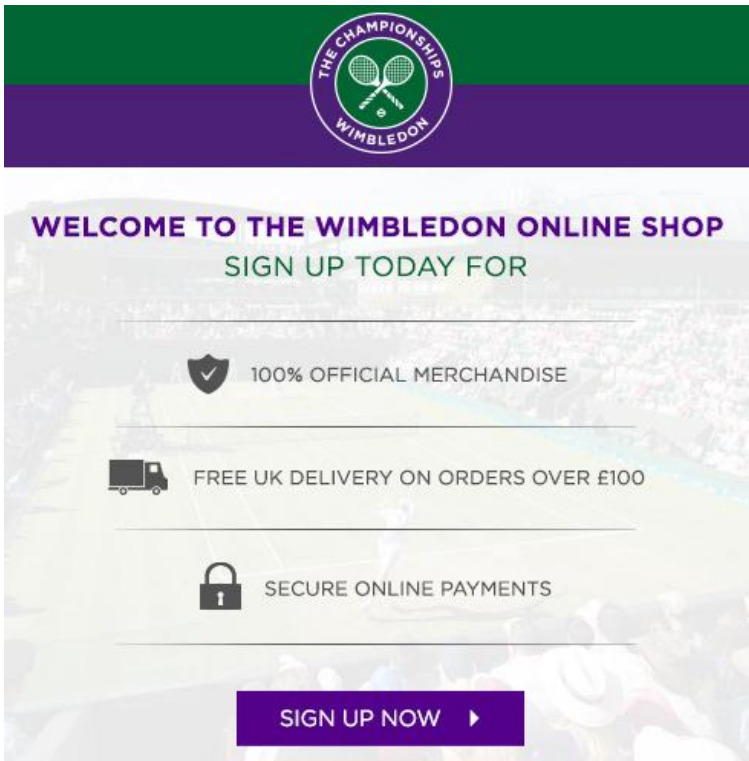 THE CHAMPIONSHIPS
WIMBLEDON
WELCOME TO THE WIMBLEDON ONLINE SHOP
SIGN UP TODAY FOR
100% OFFICIAL MERCHANDISE
FREE UK DELIVERY ON ORDERS OVER £100
SECURE ONLINE PAYMENTS
SIGN UP NOW